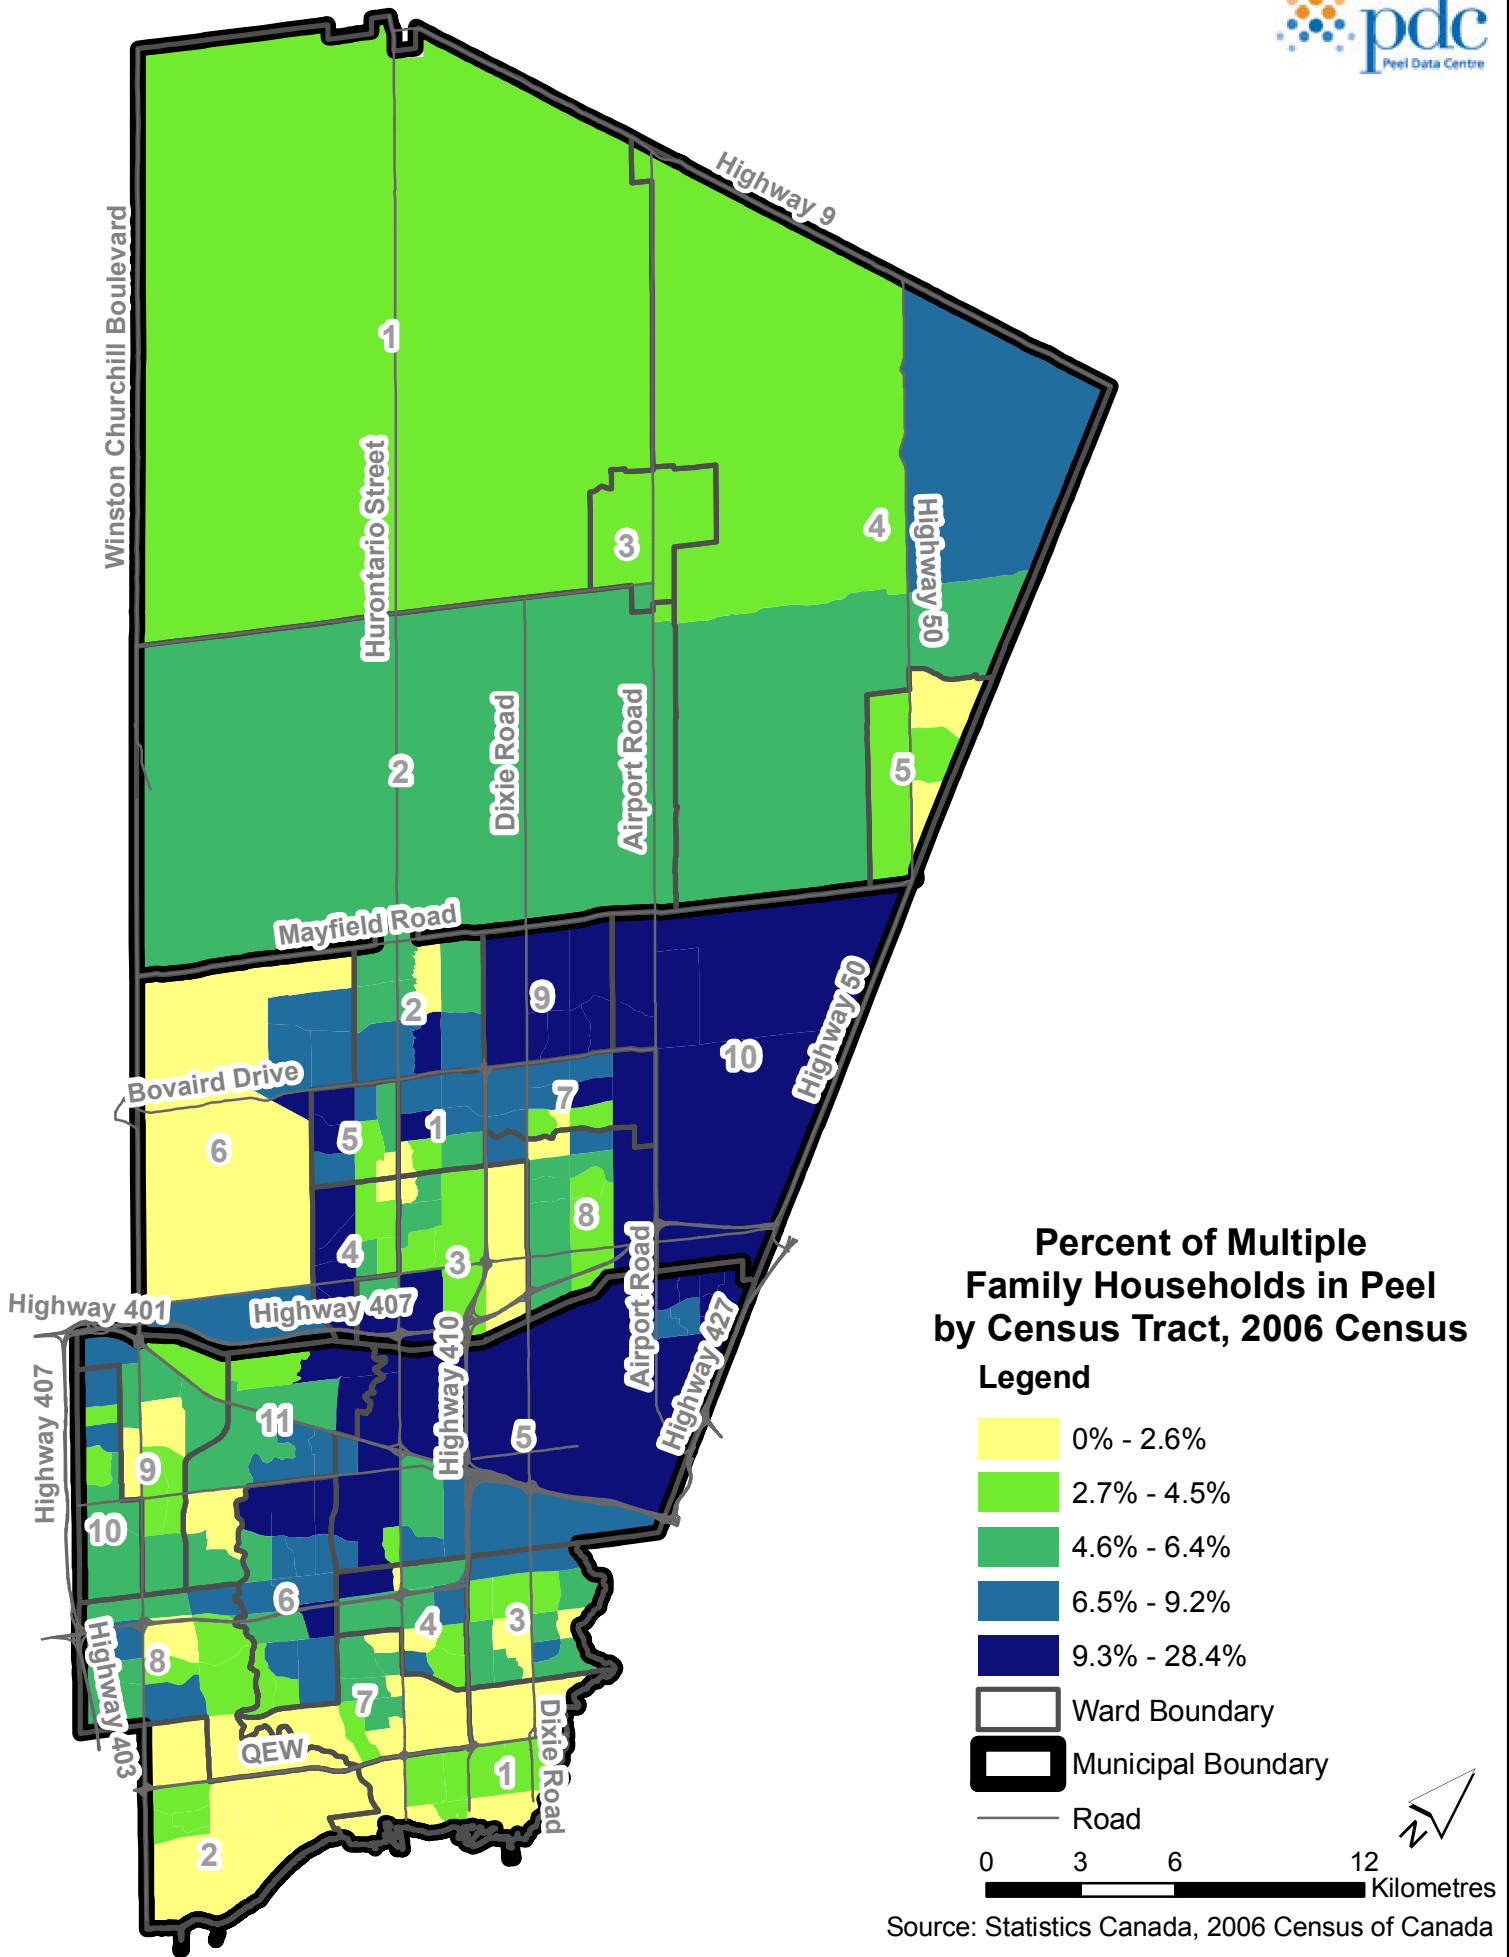 pdc
Peel Data Centre
Highway 9
Winston Churchill Boulevard
1
Hurontario Street
3
4
Highway 50
2
Dixie Road
Airport Road
5
Mayfield Road
2
9
10
Highway 50
Bovaird Drive
7
1
5
6
8
4
3
Airport Road
Highway 401
Highway 407
Highway 410
Highway 427
Highway 407
11
5
9
10
6
4
3
8
7
Highway 403
QEW
1
Dixie Road
2
Percent of Multiple
Family Households in Peel
by Census Tract, 2006 Census
Legend
0% - 2.6%
2.7% - 4.5%
4.6% - 6.4%
6.5% - 9.2%
9.3% - 28.4%
Ward Boundary
Municipal Boundary
Road
N
0 3 6 12
Kilometres
Source: Statistics Canada, 2006 Census of Canada